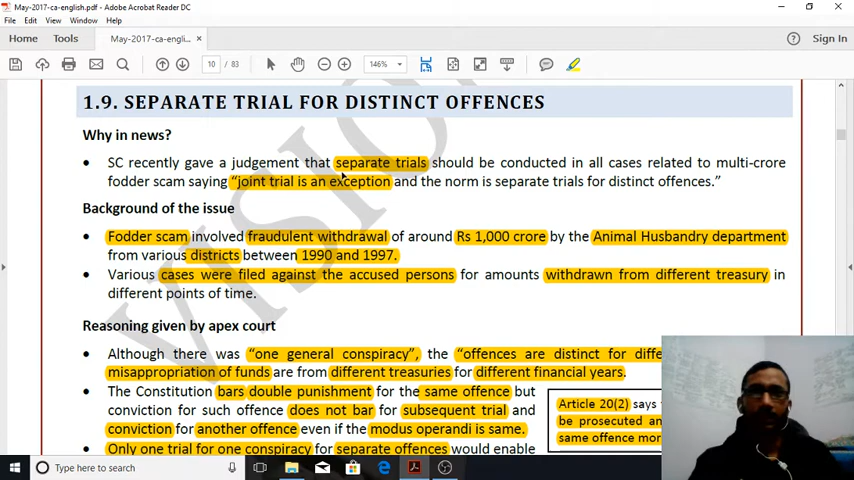 May-2017-ca-english.pdf - Adobe Acrobat Reader DC
File Edit View Window Help
Home Tools May-2017-ca-engli... × Sign In
10 / 83 146%
1.9. SEPARATE TRIAL FOR DISTINCT OFFENCES
Why in news?
• SC recently gave a judgement that separate trials should be conducted in all cases related to multi-crore
fodder scam saying “joint trial is an exception and the norm is separate trials for distinct offences.”
Background of the issue
• Fodder scam involved fraudulent withdrawal of around Rs 1,000 crore by the Animal Husbandry department
from various districts between 1990 and 1997.
• Various cases were filed against the accused persons for amounts withdrawn from different treasury in
different points of time.
Reasoning given by apex court
• Although there was “one general conspiracy”, the “offences are distinct for diffe
misappropriation of funds are from different treasuries for different financial years.
• The Constitution bars double punishment for the same offence but
conviction for such offence does not bar for subsequent trial and
conviction for another offence even if the modus operandi is same.
• Only one trial for one conspiracy for separate offences would enable
Article 20(2) says
be prosecuted an
same offence mor
VISIO
Type here to search